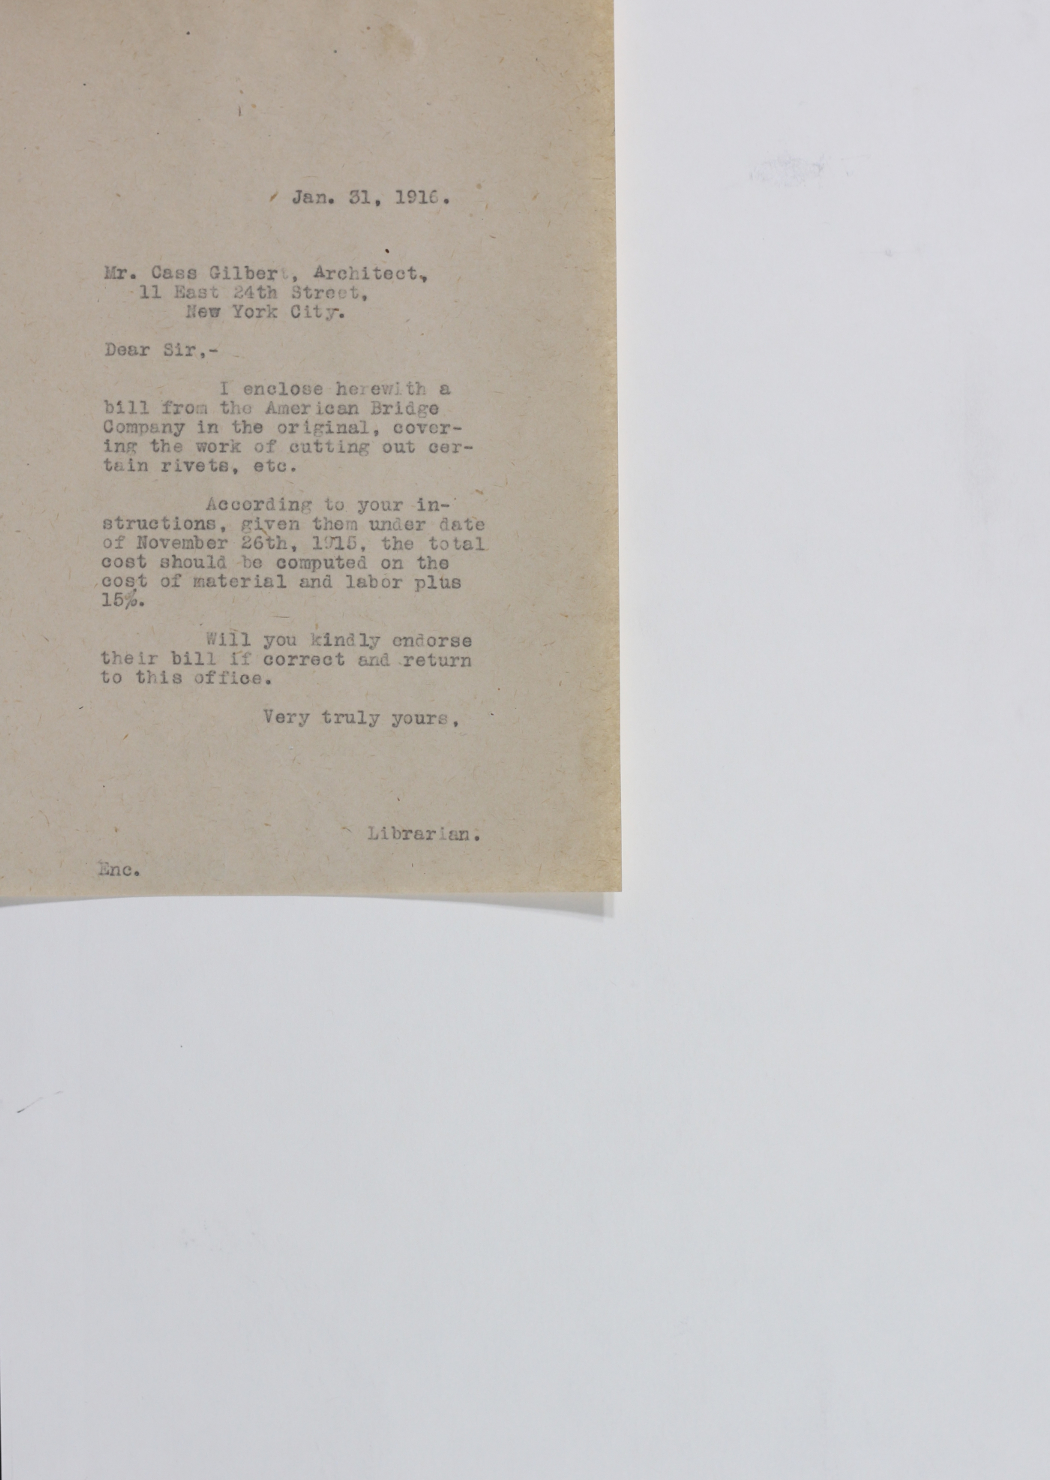 Jan. 31, 1916.
Mr. Cass Gilbert, Architect,
11 East 24th Street,
New York City.
Dear Sir,-
I enclose herewith a
bill from the American Bridge
Company in the original, cover-
ing the work of cutting out cer-
tain rivets, etc.
According to your in-
structions, given them under date
of November 26th, 1915, the total
cost should be computed on the
cost of material and labor plus
15%.
Will you kindly endorse
their bill if correct and return
to this office.
Very truly yours,
Librarian.
Enc.